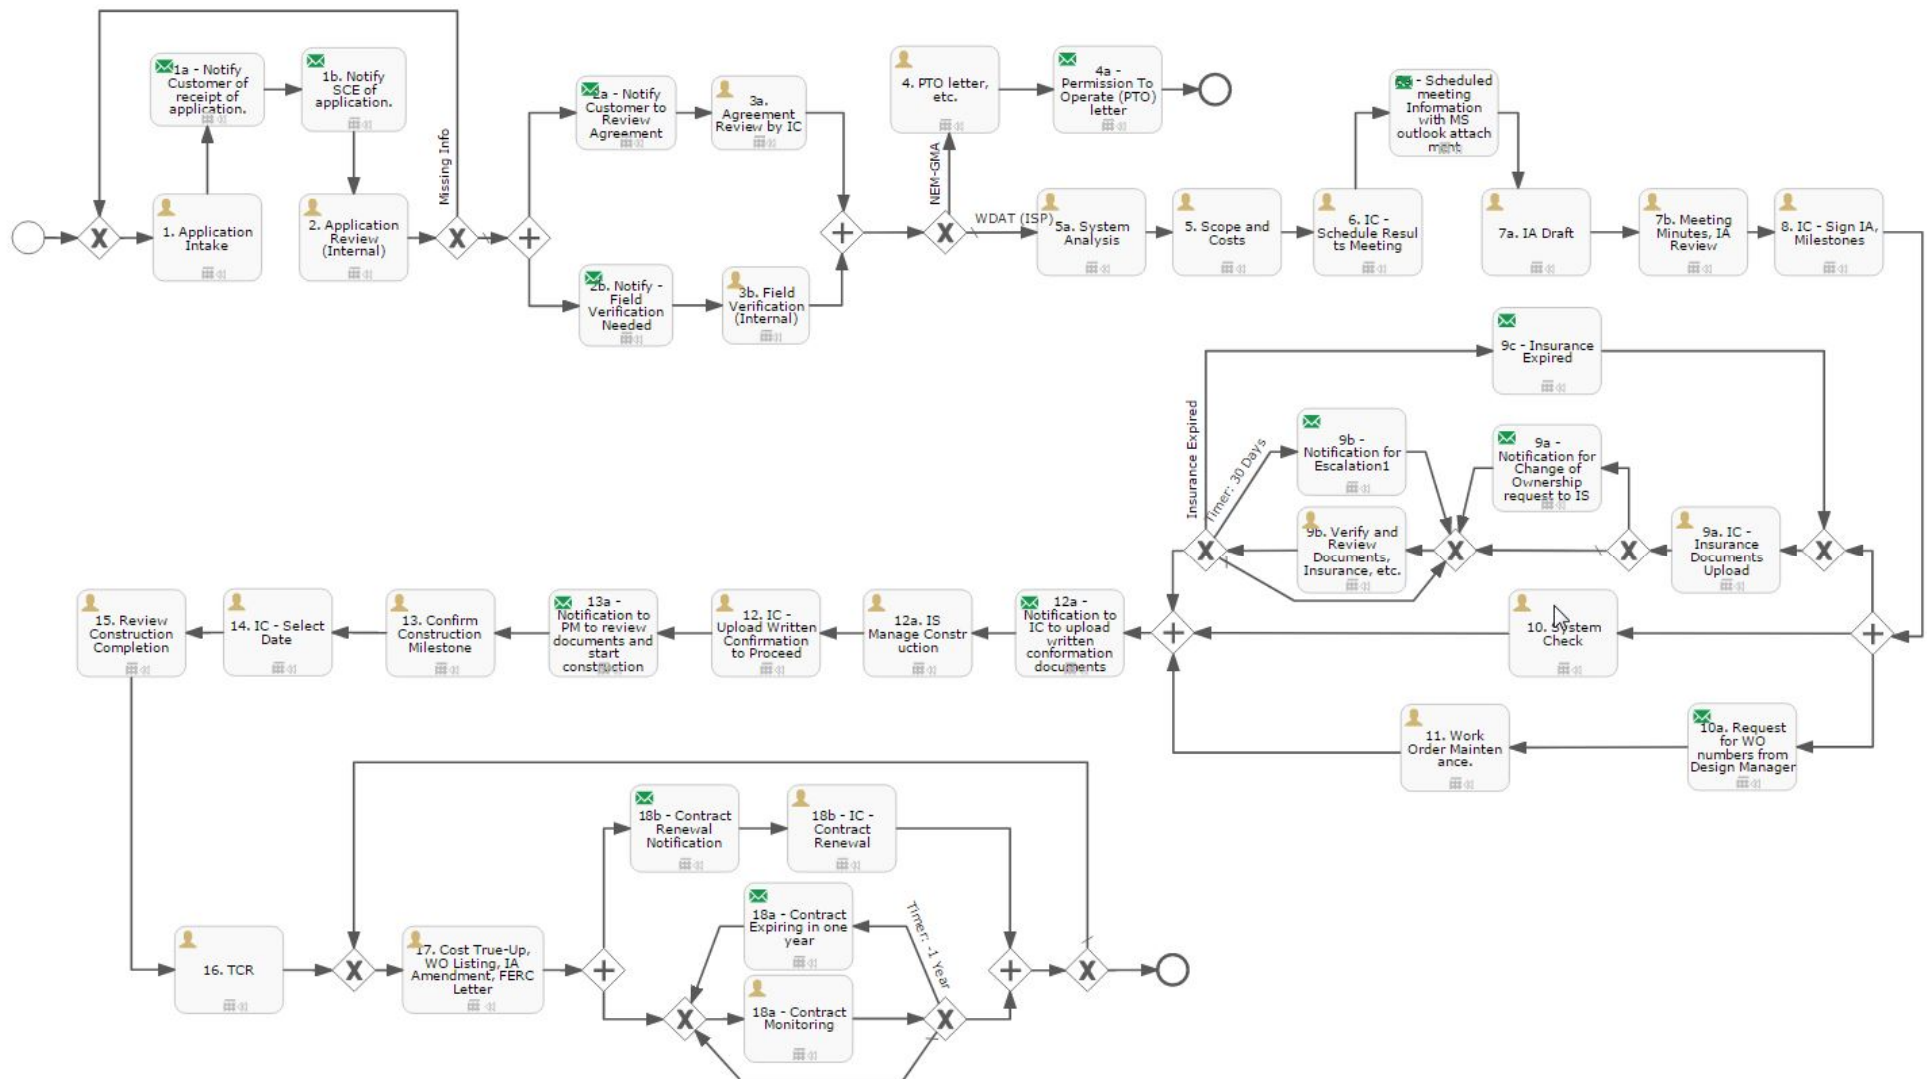 1a - Notify
Customer of
receipt of
application.
1b. Notify
SCE of
application.
Missing Info
1. Application
Intake
2. Application
Review
(Internal)
2a - Notify
Customer to
Review
Agreement
3a.
Agreement
Review by IC
2b. Notify -
Field
Verification
Needed
3b. Field
Verification
(Internal)
4. PTO letter,
etc.
4a -
Permission To
Operate (PTO)
letter
NEM-GMA
WDAT (ISP)
5a. System
Analysis
5. Scope and
Costs
6. IC -
Schedule Resul
ts Meeting
- Scheduled
meeting
Information
with MS
outlook attach
ment
7a. IA Draft
7b. Meeting
Minutes, IA
Review
8. IC - Sign IA,
Milestones
9c - Insurance
Expired
Insurance Expired
Timer: 30 Days
9b -
Notification for
Escalation1
9a -
Notification for
Change of
Ownership
request to IS
9b. Verify and
Review
Documents,
Insurance, etc.
9a. IC -
Insurance
Documents
Upload
10. System
Check
11. Work
Order Mainten
ance.
10a. Request
for WO
numbers from
Design Manager
12a -
Notification to
IC to upload
written
conformation
documents
12a. IS
Manage Constr
uction
12. IC -
Upload Written
Confirmation
to Proceed
13a -
Notification to
PM to review
documents and
start
construction
13. Confirm
Construction
Milestone
14. IC - Select
Date
15. Review
Construction
Completion
16. TCR
17. Cost True-Up,
WO Listing, IA
Amendment, FERC
Letter
18b - Contract
Renewal
Notification
18b - IC -
Contract
Renewal
18a - Contract
Expiring in one
year
Timer: -1 Year
18a - Contract
Monitoring